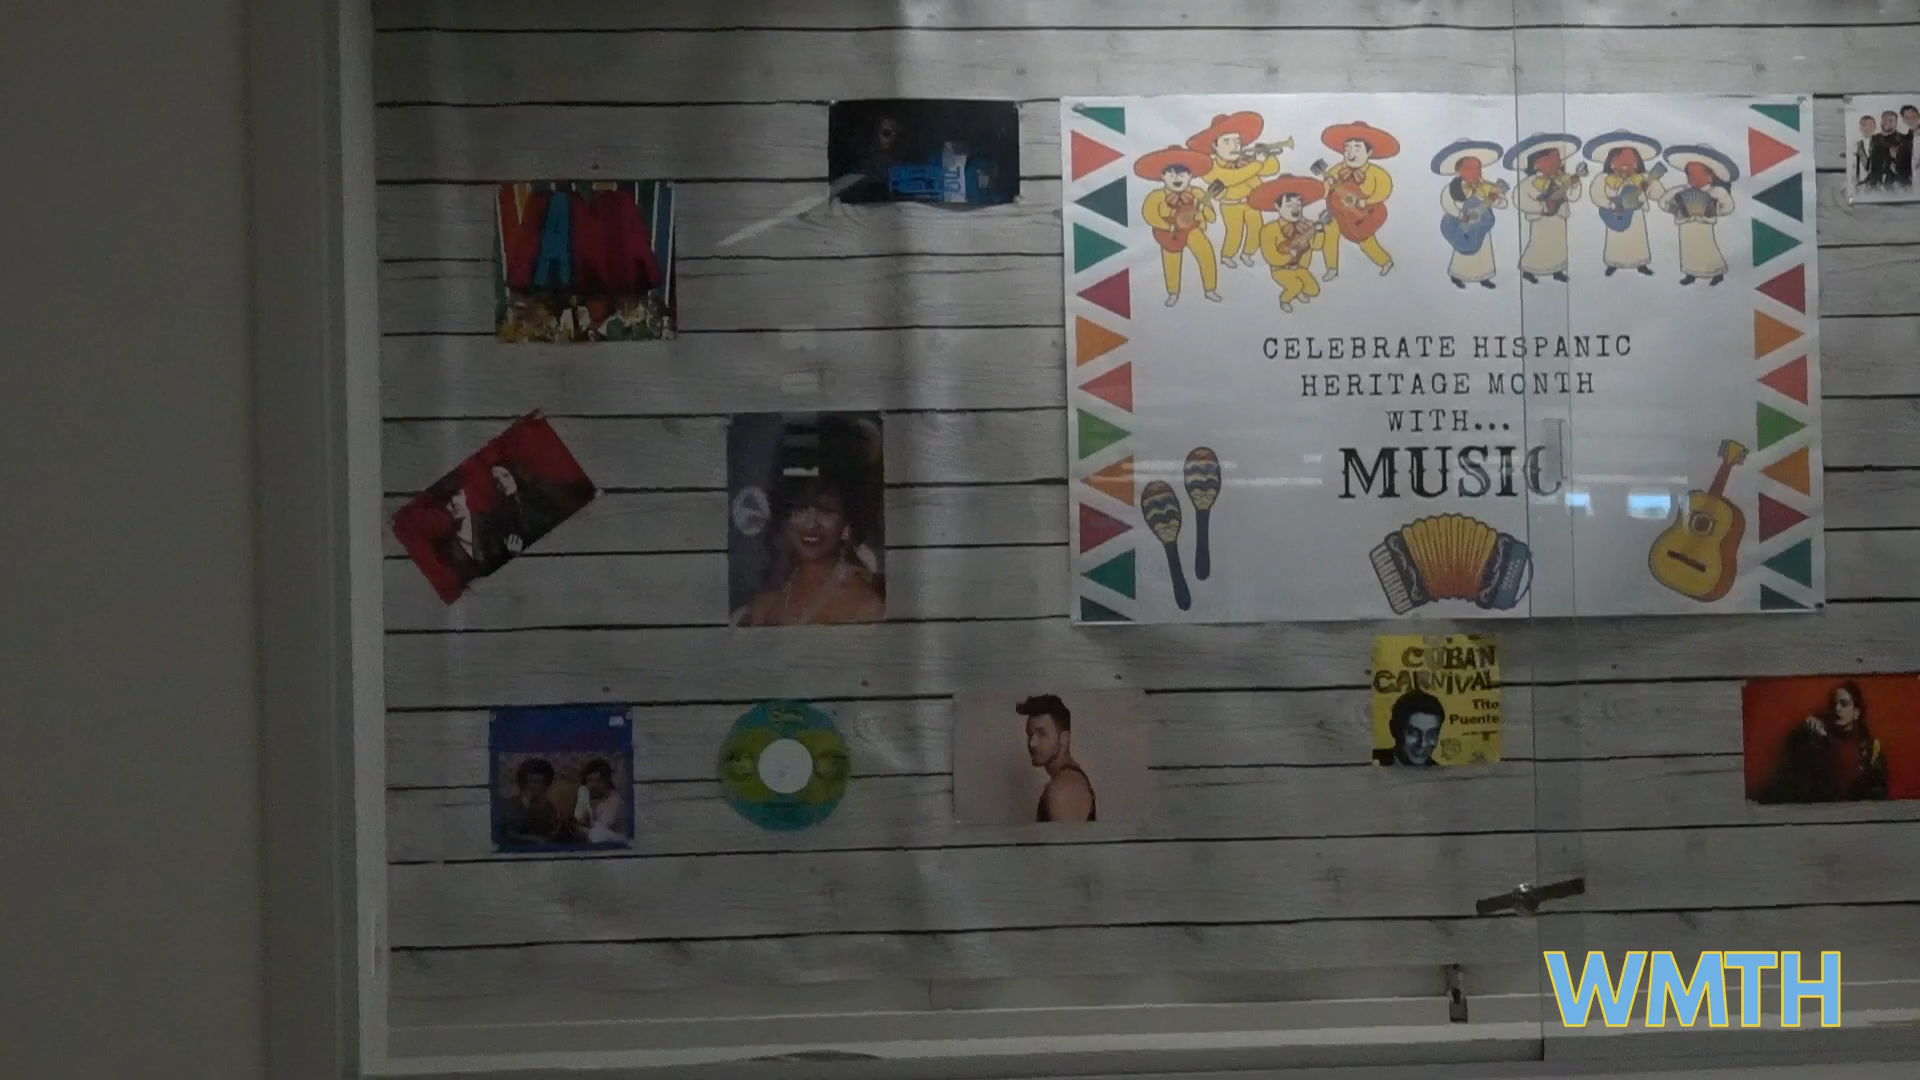 CELEBRATE HISPANIC
HERITAGE MONTH
WITH...
MUSIC
CUBAN
CARNIVAL
Tito
Puente
WMTH